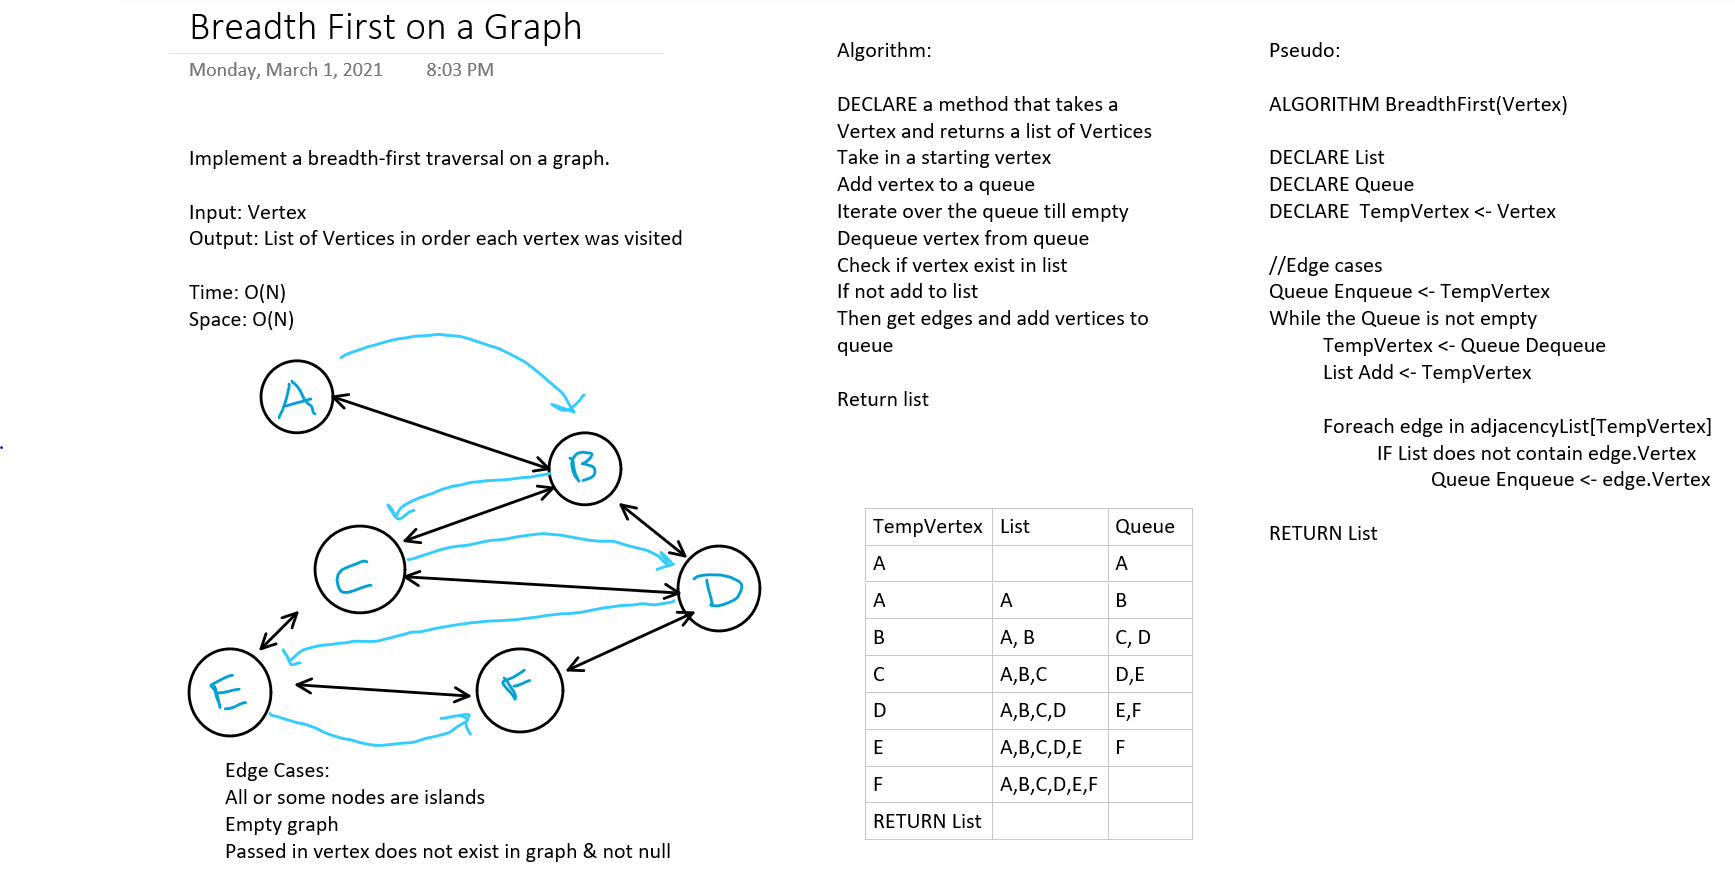 Breadth First on a Graph
Monday, March 1, 2021 8:03 PM
Implement a breadth-first traversal on a graph.
Input: Vertex
Output: List of Vertices in order each vertex was visited
Time: O(N)
Space: O(N)
A
B
C
D
E
F
Edge Cases:
All or some nodes are islands
Empty graph
Passed in vertex does not exist in graph & not null
Algorithm:
DECLARE a method that takes a
Vertex and returns a list of Vertices
Take in a starting vertex
Add vertex to a queue
Iterate over the queue till empty
Dequeue vertex from queue
Check if vertex exist in list
If not add to list
Then get edges and add vertices to
queue
Return list
TempVertex List Queue
A A
A A B
B A, B C, D
C A,B,C D,E
D A,B,C,D E,F
E A,B,C,D,E F
F A,B,C,D,E,F
RETURN List
Pseudo:
ALGORITHM BreadthFirst(Vertex)
DECLARE List
DECLARE Queue
DECLARE TempVertex <- Vertex
//Edge cases
Queue Enqueue <- TempVertex
While the Queue is not empty
TempVertex <- Queue Dequeue
List Add <- TempVertex
Foreach edge in adjacencyList[TempVertex]
IF List does not contain edge.Vertex
Queue Enqueue <- edge.Vertex
RETURN List